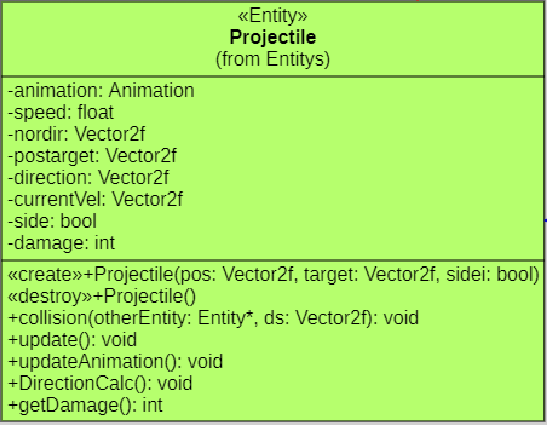 «Entity»
Projectile
(from Entitys)
-animation: Animation
-speed: float
-nordir: Vector2f
-postarget: Vector2f
-direction: Vector2f
-currentVel: Vector2f
-side: bool
-damage: int
«create»+Projectile(pos: Vector2f, target: Vector2f, sidei: bool)
«destroy»+Projectile()
+collision(otherEntity: Entity*, ds: Vector2f): void
+update(): void
+updateAnimation(): void
+DirectionCalc(): void
+getDamage(): int